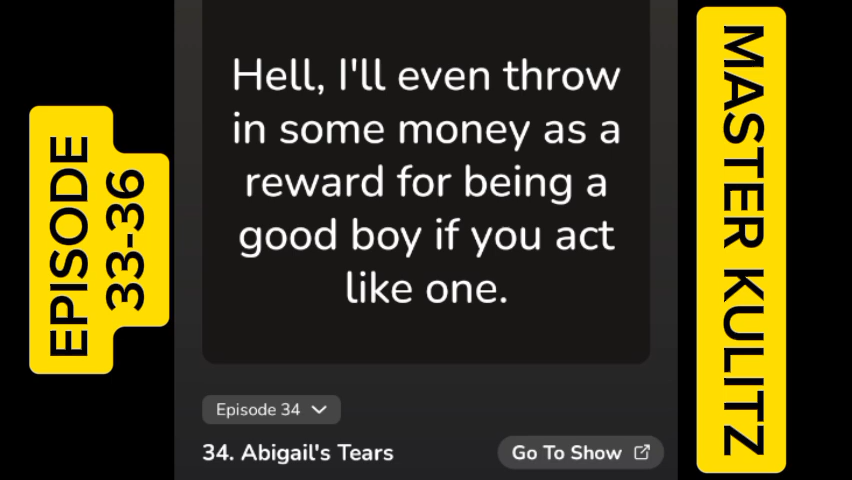 EPISODE
33-36
Hell, I'll even throw
in some money as a
reward for being a
good boy if you act
like one.
Episode 34
34. Abigail's Tears
Go To Show
MASTER KULITZ